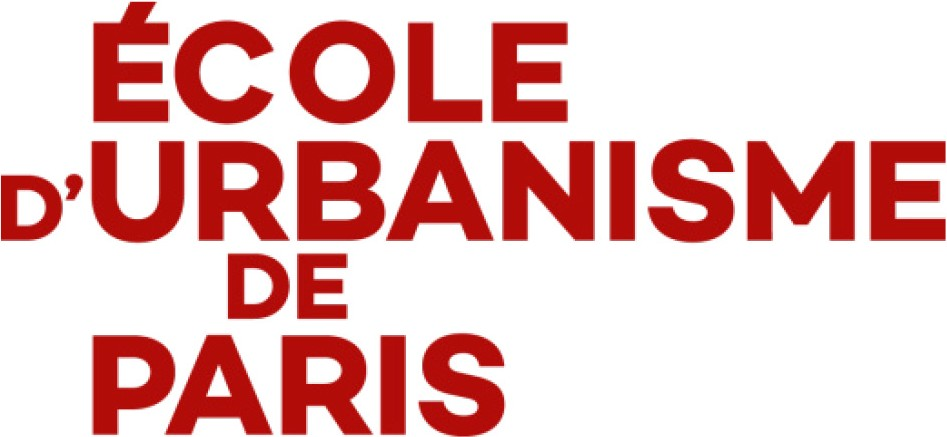 ÉCOLE
D'URBANISME
DE
PARIS